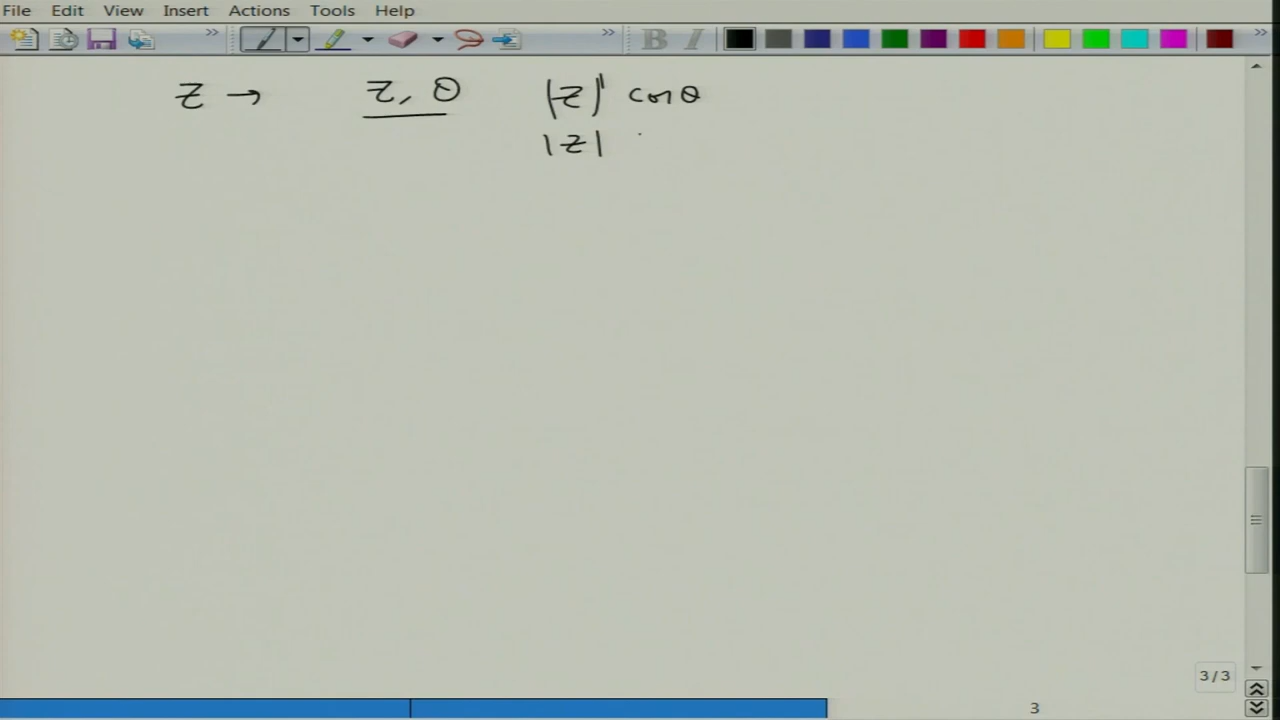 File Edit View Insert Actions Tools Help
B I
z → z, θ |z| cos θ
|z|
3 / 3
3